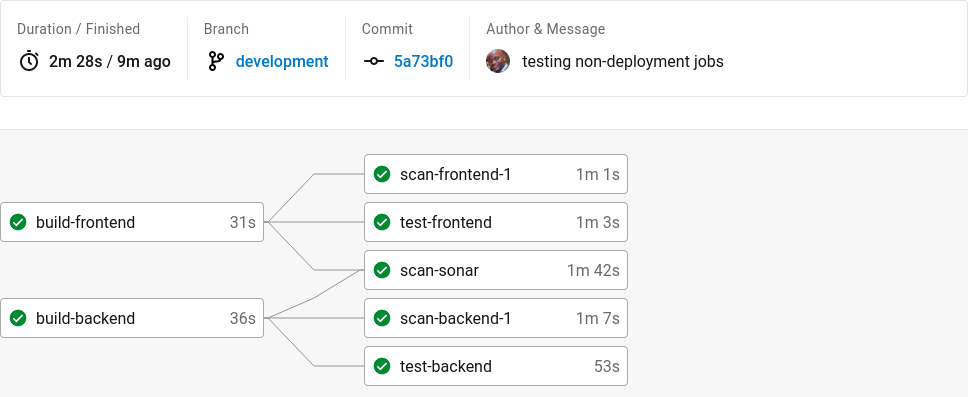 Duration / Finished
2m 28s / 9m ago
Branch
development
Commit
5a73bf0
Author & Message
testing non-deployment jobs
build-frontend 31s
build-backend 36s
scan-frontend-1 1m 1s
test-frontend 1m 3s
scan-sonar 1m 42s
scan-backend-1 1m 7s
test-backend 53s